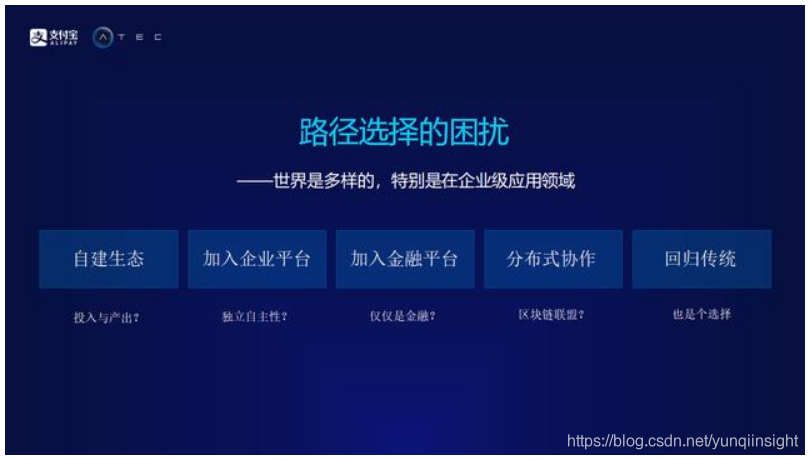 支付宝 ATEC
ALIPAY
路径选择的困扰
——世界是多样的，特别是在企业级应用领域
自建生态 加入企业平台 加入金融平台 分布式协作 回归传统
投入与产出? 独立自主性? 仅仅是金融? 区块链联盟? 也是个选择
https://blog.csdn.net/yunqiinsight